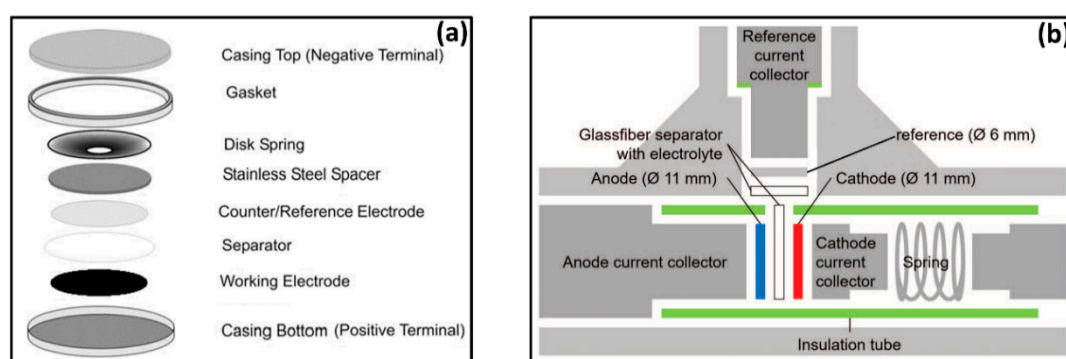 (a)
Casing Top (Negative Terminal)
Gasket
Disk Spring
Stainless Steel Spacer
Counter/Reference Electrode
Separator
Working Electrode
Casing Bottom (Positive Terminal)
(b)
Reference
current
collector
Glassfiber separator
with electrolyte
reference (Ø 6 mm)
Anode (Ø 11 mm)
Cathode (Ø 11 mm)
Anode current collector
Cathode
current
collector
Spring
Insulation tube